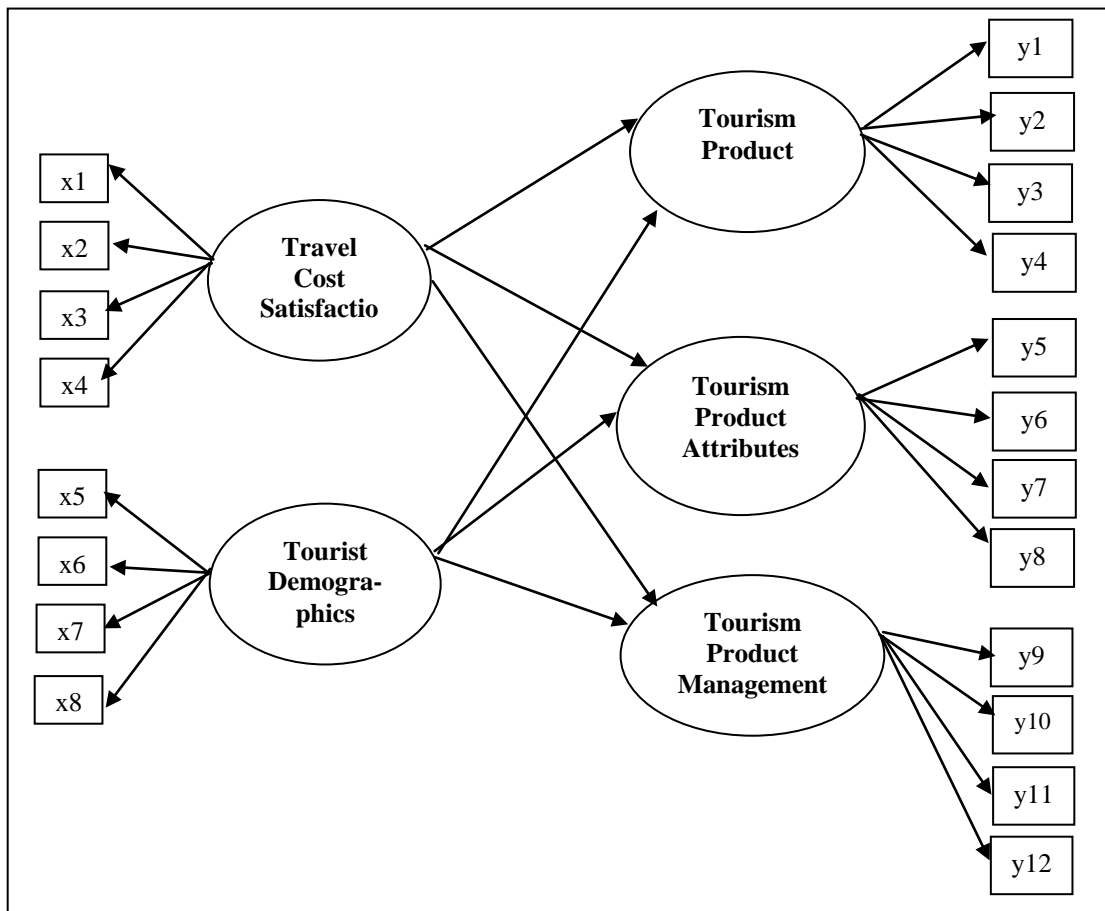 x1
x2
x3
x4
Travel
Cost
Satisfactio
x5
x6
x7
x8
Tourist
Demogra-
phics
Tourism
Product
y1
y2
y3
y4
Tourism
Product
Attributes
y5
y6
y7
y8
Tourism
Product
Management
y9
y10
y11
y12